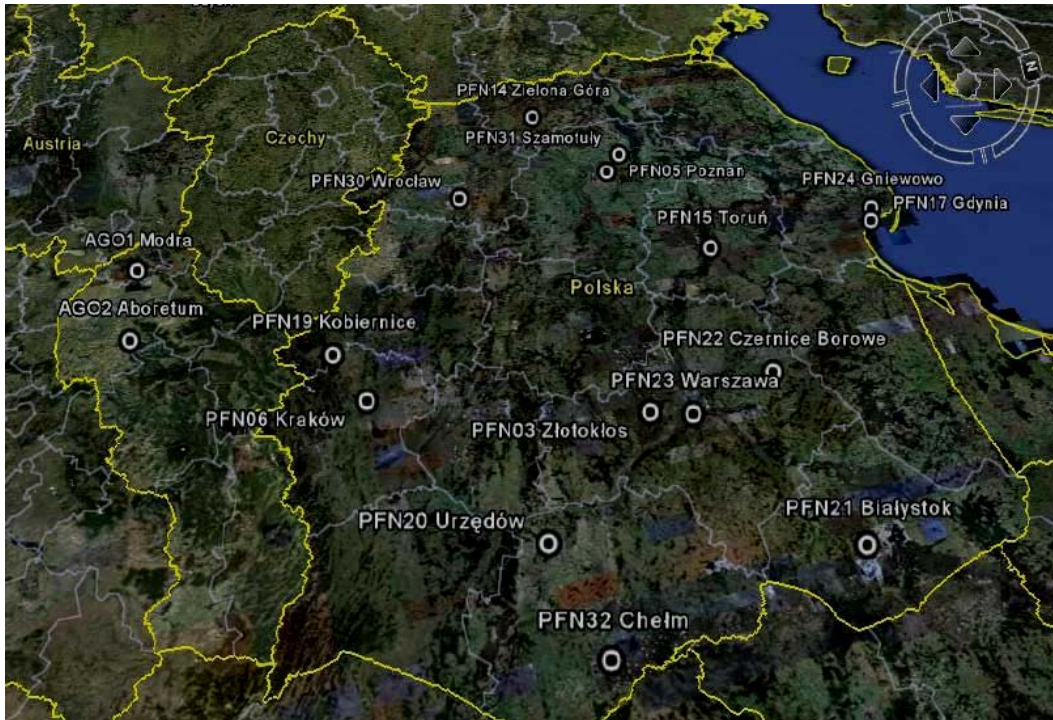 PFN14 Zielona Góra
PFN31 Szamotuły
Austria
Czechy
PFN30 Wrocław
PFN05 Poznan
PFN24 Gniewowo
PFN17 Gdynia
PFN15 Toruń
AGO1 Modra
Polska
AGO2 Aboretum
PFN19 Kobiernice
PFN22 Czernice Borowe
PFN23 Warszawa
PFN06 Kraków
PFN03 Złotokłos
PFN20 Urzędów
PFN21 Białystok
PFN32 Chełm
N